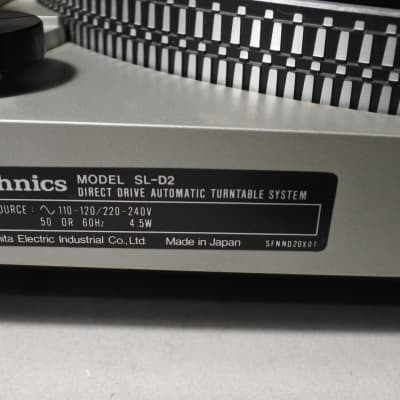 hnics MODEL SL-D2
DIRECT DRIVE AUTOMATIC TURNTABLE SYSTEM
OURCE : ∿ 110-120/220-240V
50 OR 60Hz 4.5W
hita Electric Industrial Co., Ltd. Made in Japan SFNND20X01